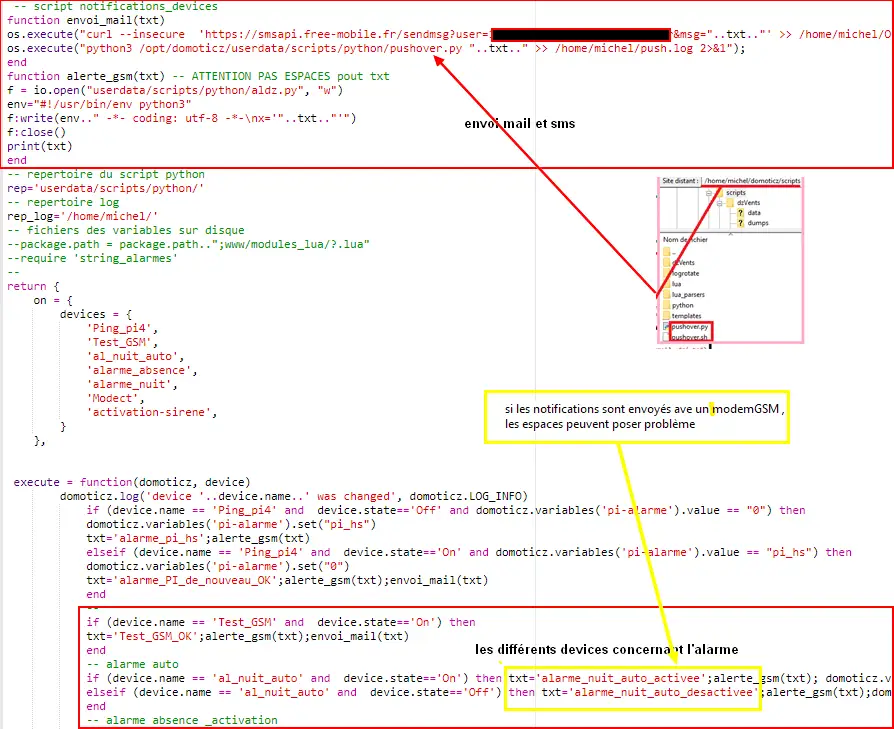 -- script notifications_devices
function envoi_mail(txt)
os.execute("curl --insecure  'https://smsapi.free-mobile.fr/sendmsg?user=&msg="..txt.."' >> /home/michel/O
os.execute("python3 /opt/domoticz/userdata/scripts/python/pushover.py "..txt.." >> /home/michel/push.log 2>&1");
end
function alerte_gsm(txt) -- ATTENTION PAS ESPACES pout txt
f = io.open("userdata/scripts/python/aldz.py", "w")
env="#!/usr/bin/env python3"
f:write(env.." -*- coding: utf-8 -*-\nx='"..txt.."'")
f:close()
print(txt)
end
envoi mail et sms
-- repertoire du script python
rep='userdata/scripts/python/'
-- repertoire log
rep_log='/home/michel/'
-- fichiers des variables sur disque
--package.path = package.path..";www/modules_lua/?.lua"
--require 'string_alarmes'
--
return {
on = {
devices = {
'Ping_pi4',
'Test_GSM',
'al_nuit_auto',
'alarme_absence',
'alarme_nuit',
'Modect',
'activation-sirene',
}
},
Site distant : /home/michel/domoticz/scripts
scripts
dzVents
data
dumps
Nom de fichier
..
dzVents
logrotate
lua
lua_parsers
python
templates
pushover.py
pushover.sh
si les notifications sont envoyés ave un modemGSM ,
les espaces peuvent poser problème
execute = function(domoticz, device)
domoticz.log('device '..device.name..' was changed', domoticz.LOG_INFO)
if (device.name == 'Ping_pi4' and  device.state=='Off' and domoticz.variables('pi-alarme').value == "0") then
domoticz.variables('pi-alarme').set("pi_hs")
txt='alarme_pi_hs';alerte_gsm(txt)
elseif (device.name == 'Ping_pi4' and  device.state=='On' and domoticz.variables('pi-alarme').value == "pi_hs") then
domoticz.variables('pi-alarme').set("0")
txt='alarme_PI_de_nouveau_OK';alerte_gsm(txt);envoi_mail(txt)
end
--
if (device.name == 'Test_GSM' and  device.state=='On') then
txt='Test_GSM_OK';alerte_gsm(txt);envoi_mail(txt)
end
les différents devices concernant l'alarme
-- alarme auto
if (device.name == 'al_nuit_auto' and  device.state=='On') then txt='alarme_nuit_auto_activee';alerte_gsm(txt); domoticz.v
elseif (device.name == 'al_nuit_auto' and  device.state=='Off') then txt='alarme_nuit_auto_desactivee';alerte_gsm(txt);dom
end
-- alarme absence _activation